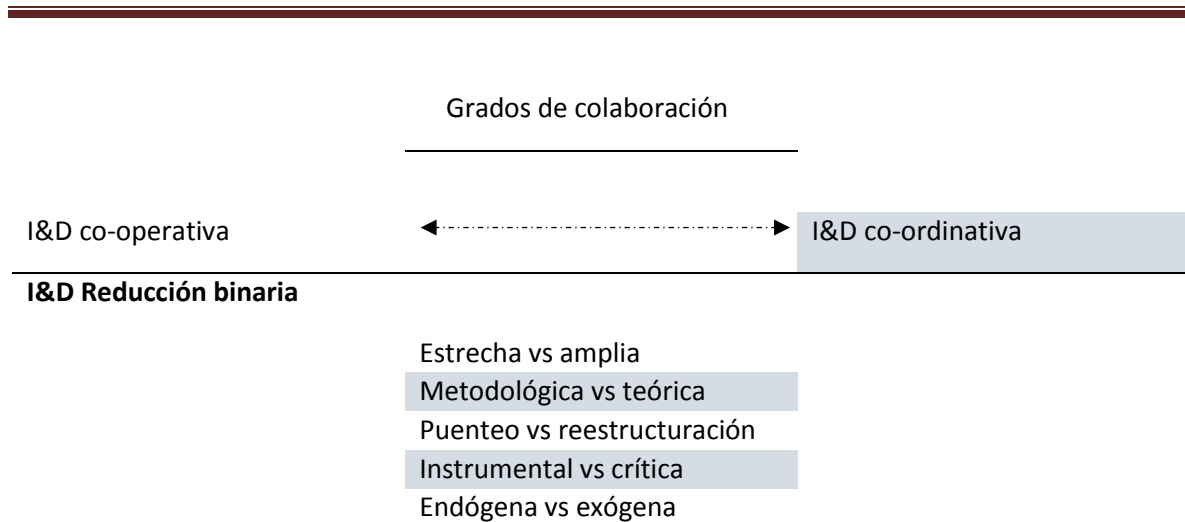 Grados de colaboración
I&D co-operativa I&D co-ordinativa
I&D Reducción binaria
Estrecha vs amplia
Metodológica vs teórica
Puenteo vs reestructuración
Instrumental vs crítica
Endógena vs exógena